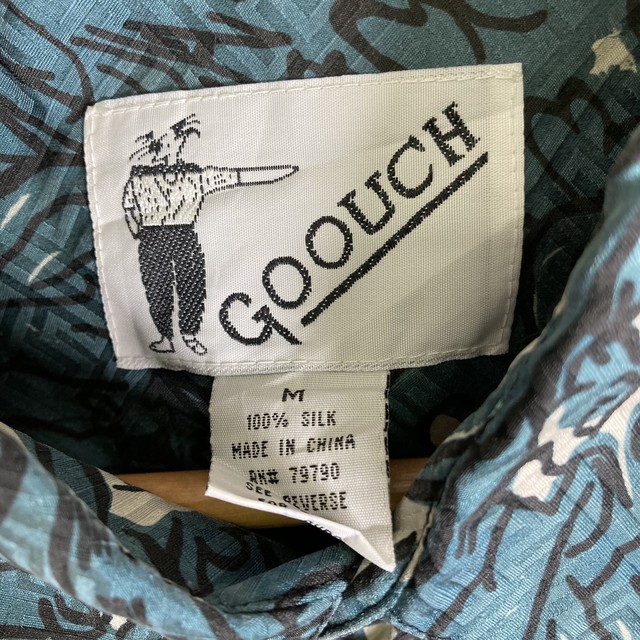 GOOUCH
M
100% SILK
MADE IN CHINA
RN# 79790
SEE REVERSE